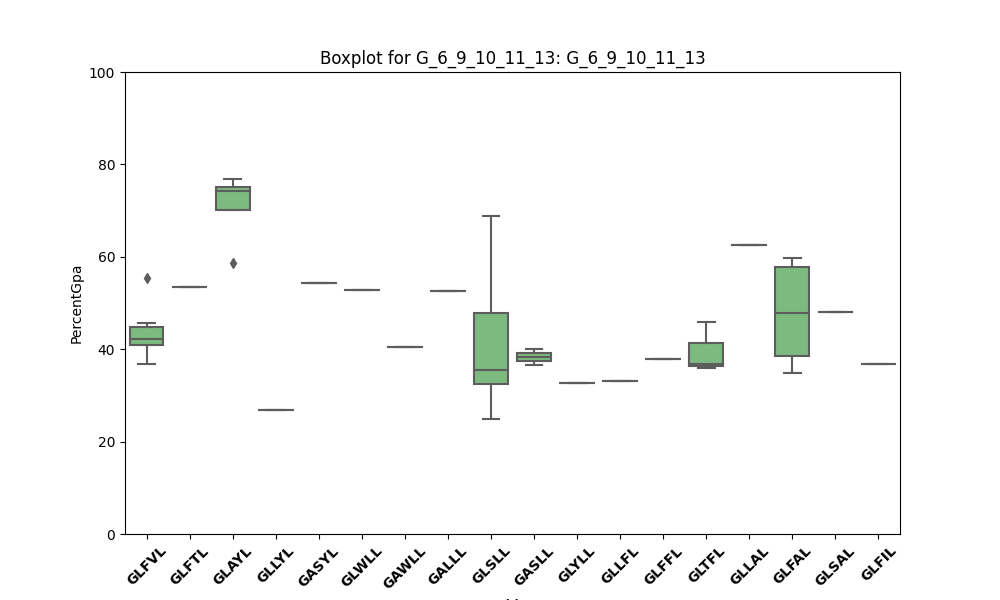 Boxplot for G_6_9_10_11_13: G_6_9_10_11_13
PercentGpa
100
80
60
40
20
0
GLFVL
GLFTL
GLAYL
GLLYL
GASYL
GLWLL
GAWLL
GALLL
GLSLL
GASLL
GLYLL
GLLFL
GLFFL
GLTFL
GLLAL
GLFAL
GLSAL
GLFIL